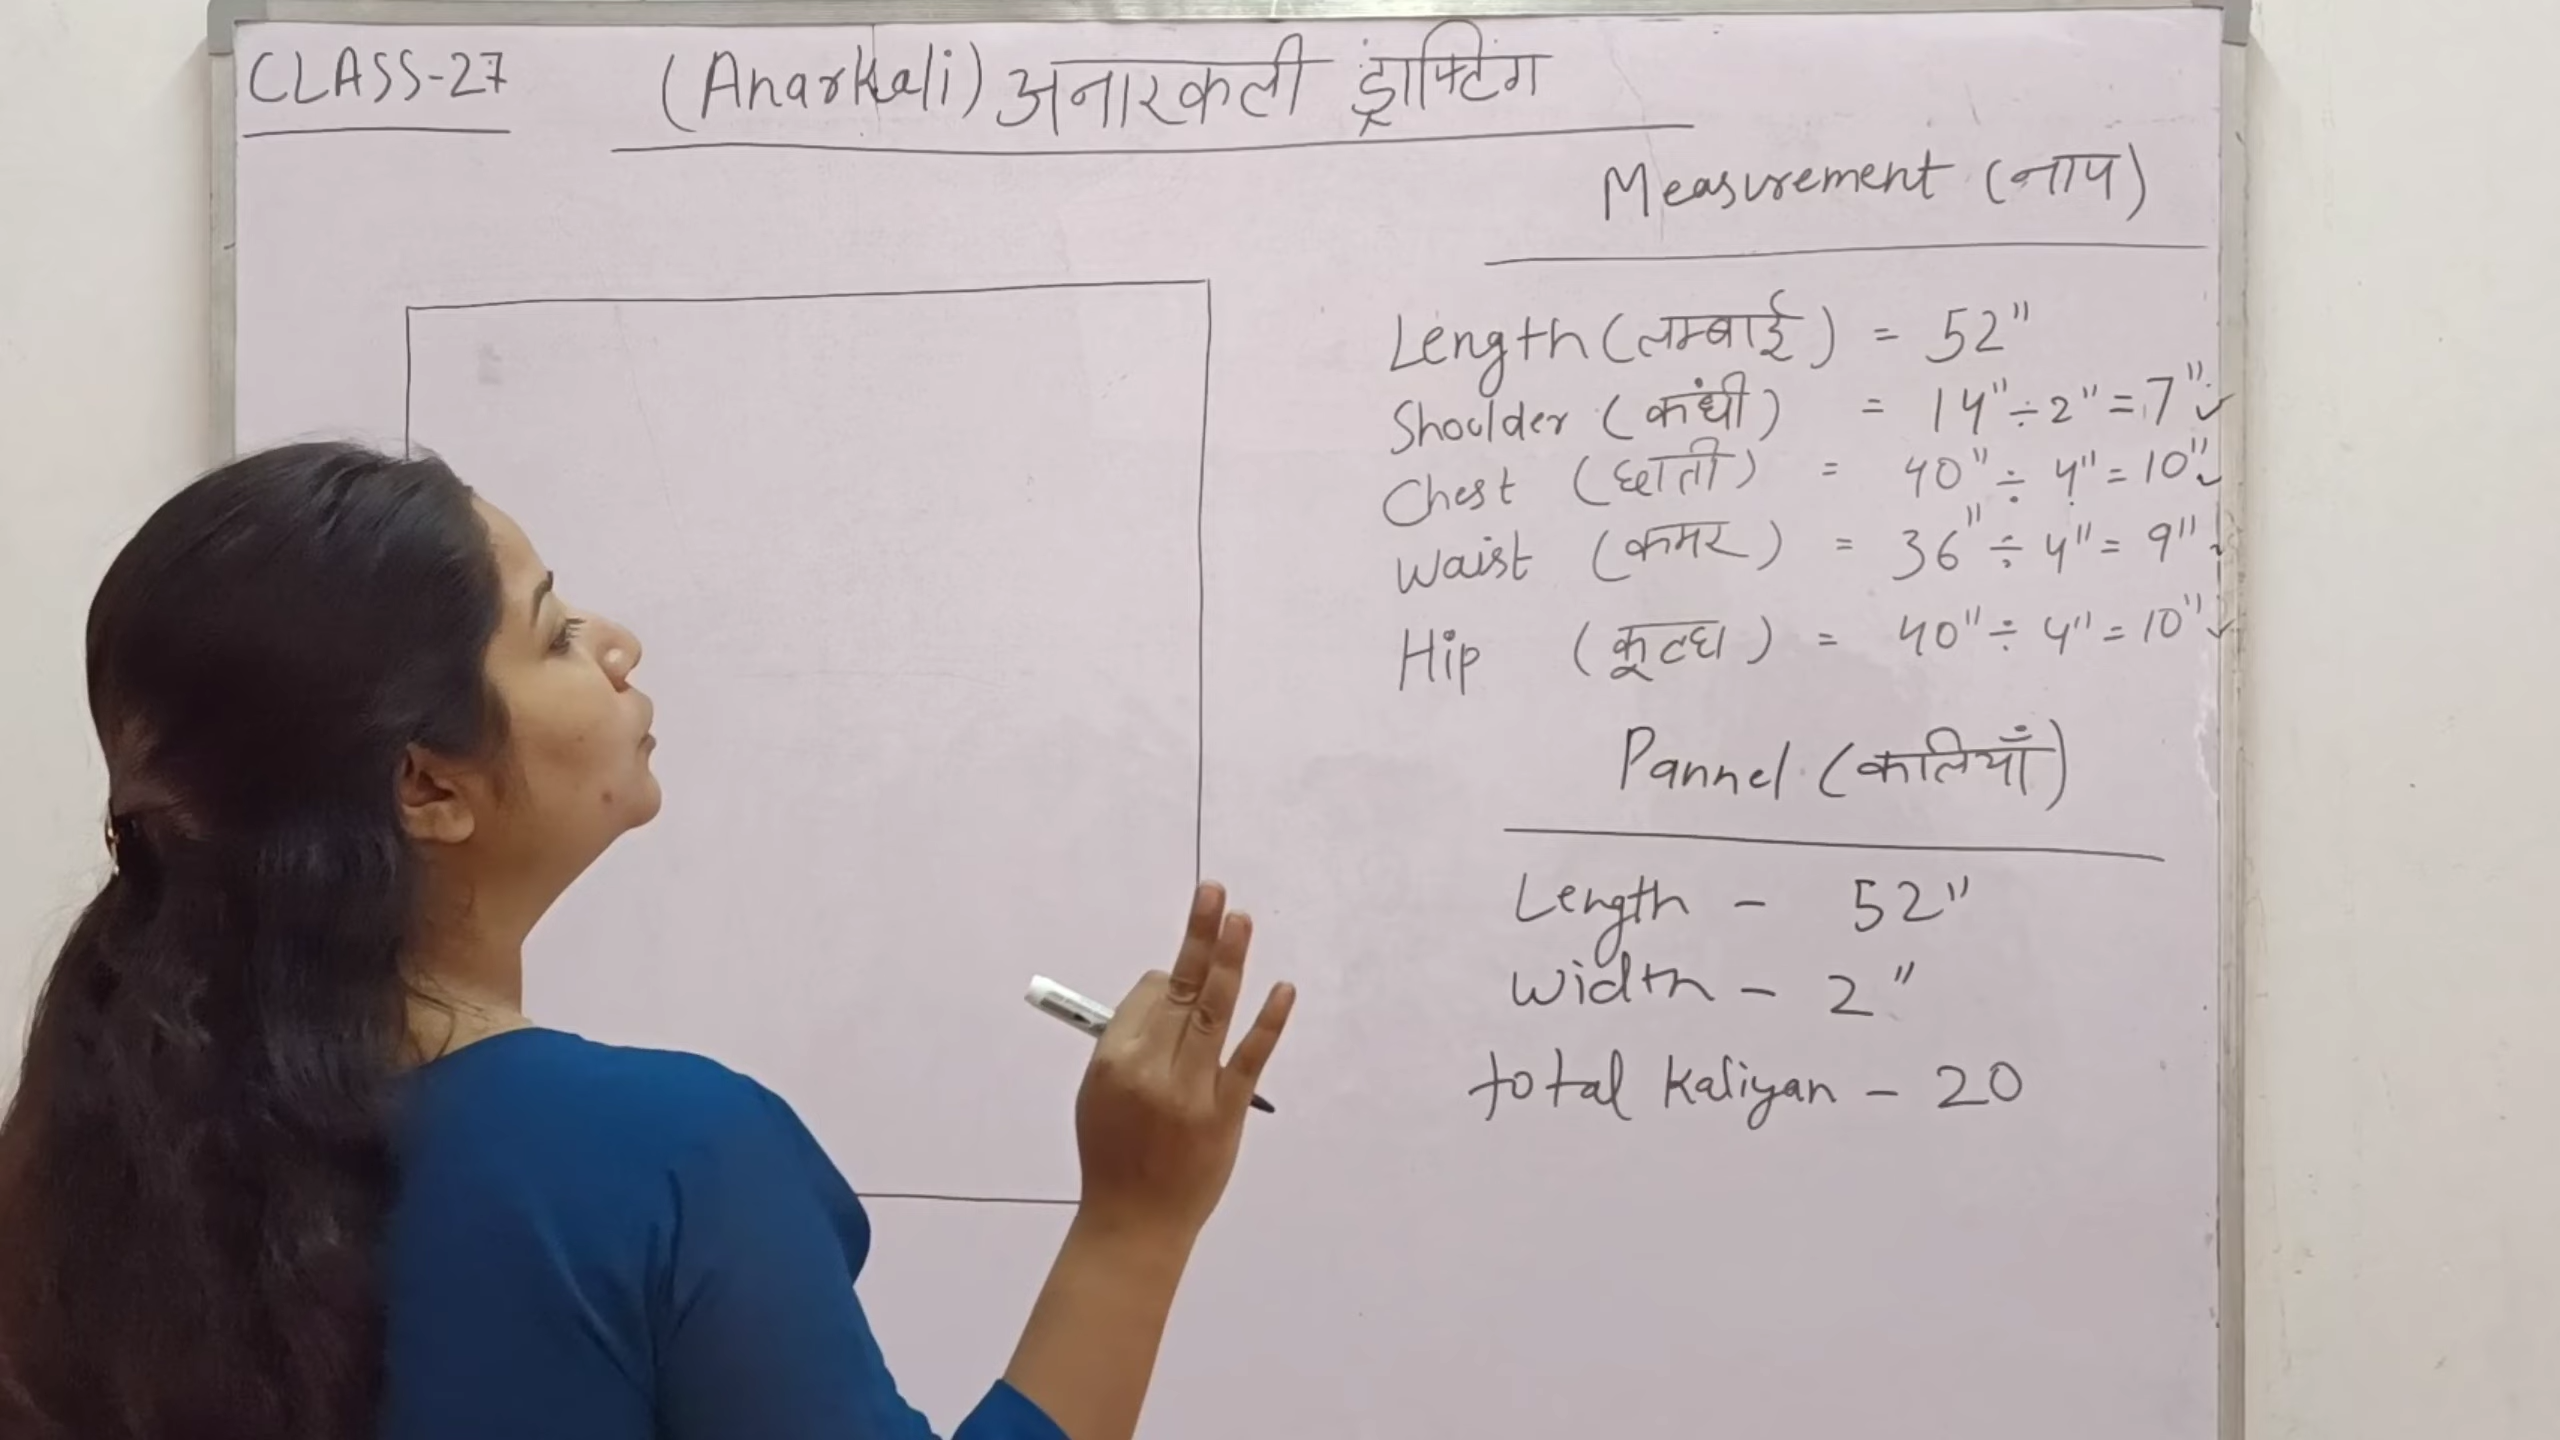 CLASS-27
(Anarkali) अनारकली ड्राफ्टिंग
Measurement (नाप)
Length (लम्बाई) = 52"
Shoulder (कंधी) = 14" ÷ 2" = 7" ✓
Chest (छाती) = 40" ÷ 4" = 10" ✓
Waist (कमर) = 36" ÷ 4" = 9" ✓
Hip (कूल्हा) = 40" ÷ 4" = 10" ✓
Pannel (कलियाँ)
Length - 52"
Width - 2"
total Kaliyan - 20